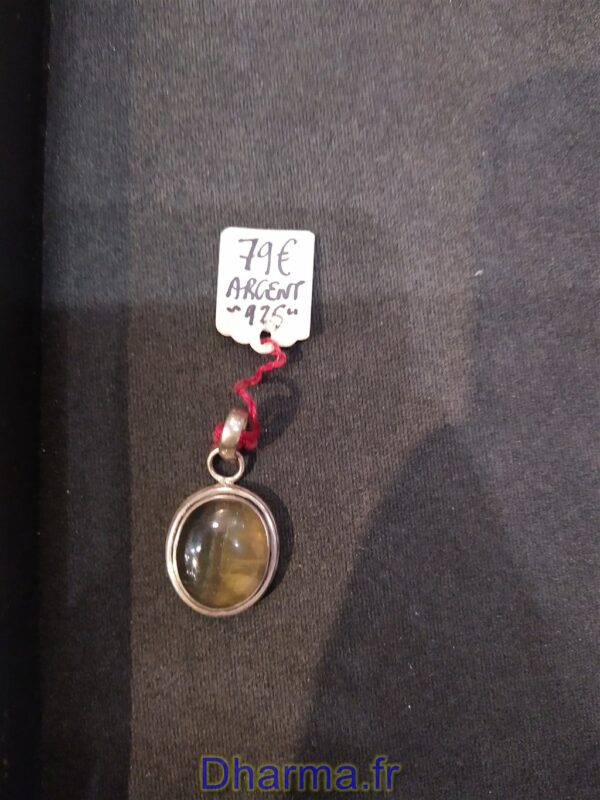 79€
ARGENT
"925"
Dharma.fr